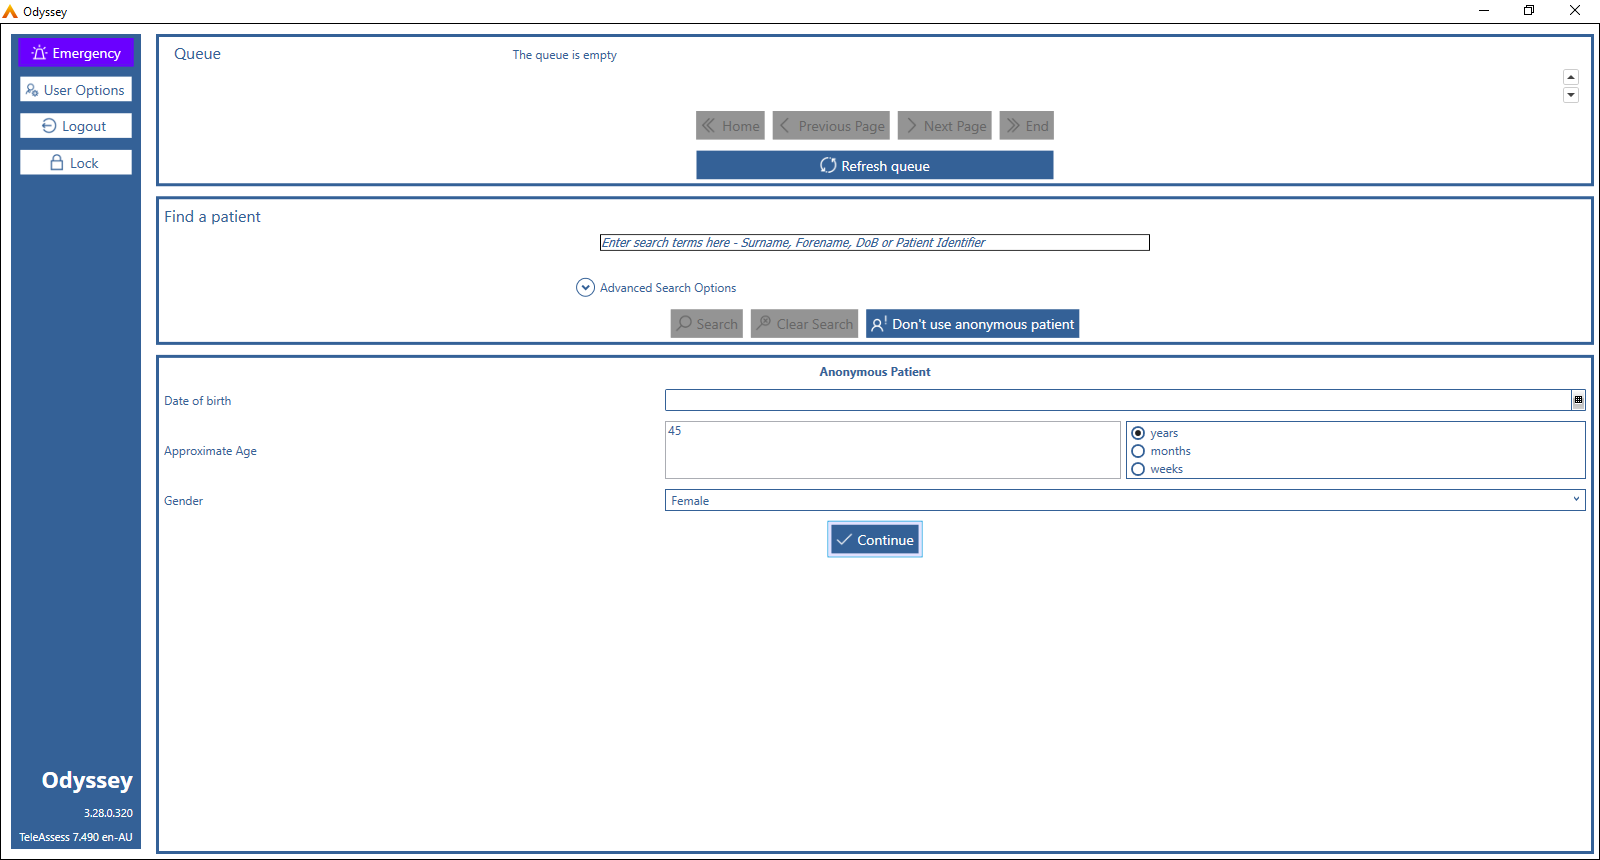 Odyssey
Emergency
User Options
Logout
Lock
Queue
The queue is empty
Home
Previous Page
Next Page
End
Refresh queue
Find a patient
Enter search terms here - Surname, Forename, DoB or Patient Identifier
Advanced Search Options
Search
Clear Search
Don't use anonymous patient
Anonymous Patient
Date of birth
Approximate Age
45
years
months
weeks
Gender
Female
Continue
Odyssey
3.28.0.320
TeleAssess 7.490 en-AU